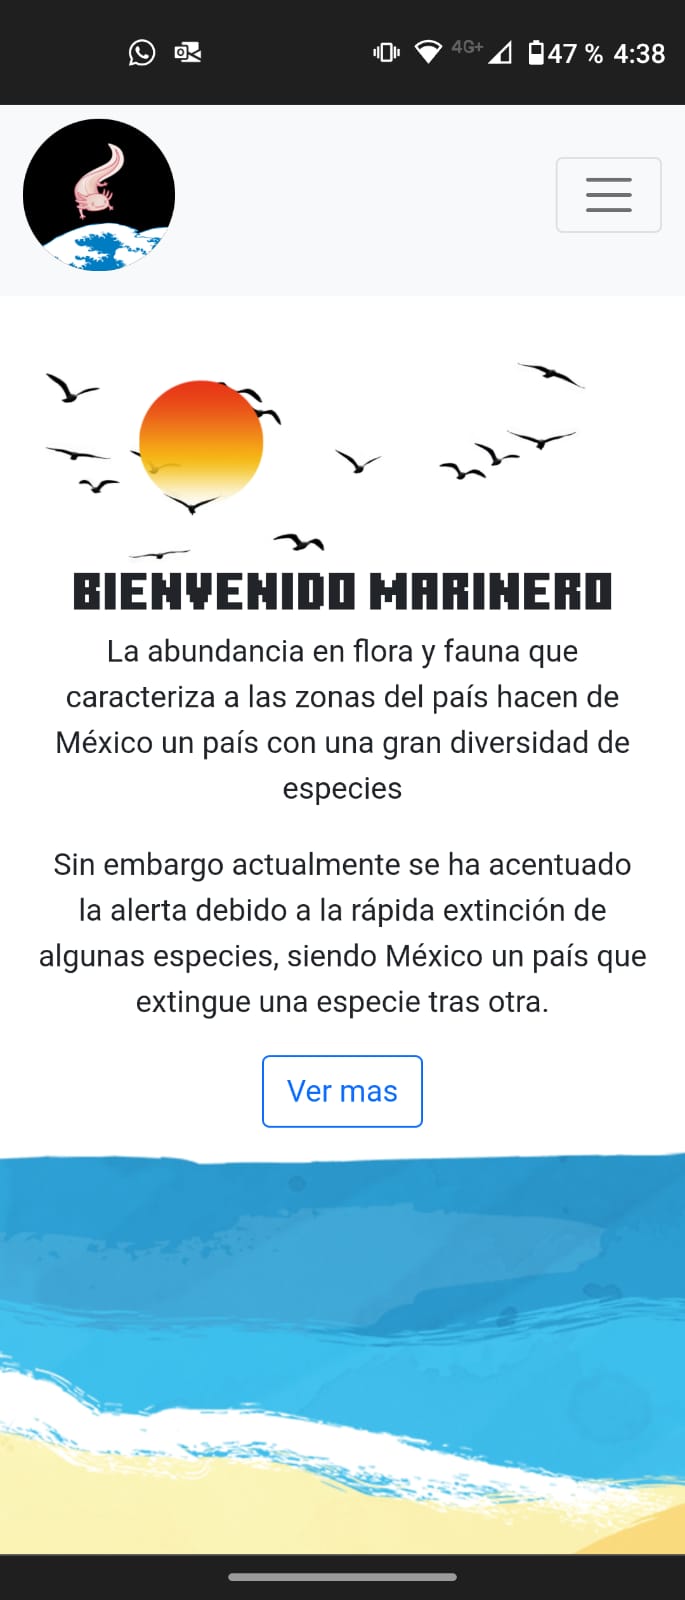 4G+ 47 % 4:38
BIENVENIDO MARINERO
La abundancia en flora y fauna que
caracteriza a las zonas del país hacen de
México un país con una gran diversidad de
especies
Sin embargo actualmente se ha acentuado
la alerta debido a la rápida extinción de
algunas especies, siendo México un país que
extingue una especie tras otra.
Ver mas